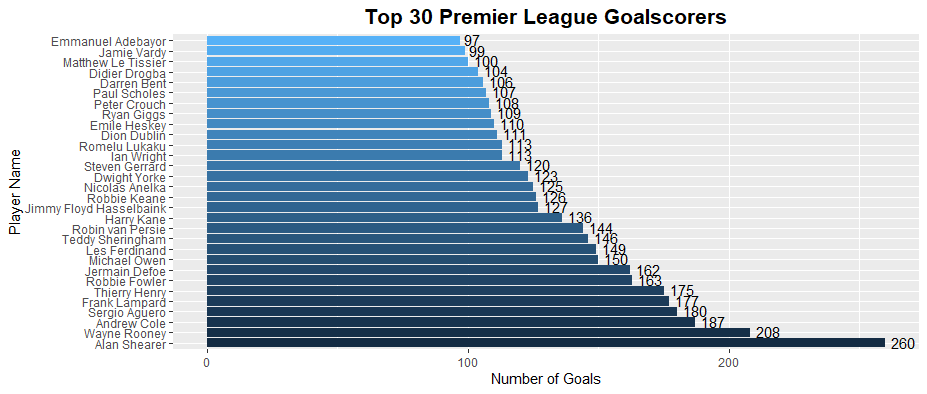 Top 30 Premier League Goalscorers
Player Name
Emmanuel Adebayor 97
Jamie Vardy 99
Matthew Le Tissier 100
Didier Drogba 104
Darren Bent 106
Paul Scholes 107
Peter Crouch 108
Ryan Giggs 109
Emile Heskey 110
Dion Dublin 111
Romelu Lukaku 113
Ian Wright 113
Steven Gerrard 120
Dwight Yorke 123
Nicolas Anelka 125
Robbie Keane 126
Jimmy Floyd Hasselbaink 127
Harry Kane 136
Robin van Persie 144
Teddy Sheringham 146
Les Ferdinand 149
Michael Owen 150
Jermain Defoe 162
Robbie Fowler 163
Thierry Henry 175
Frank Lampard 177
Sergio Aguero 180
Andrew Cole 187
Wayne Rooney 208
Alan Shearer 260
0 100 200
Number of Goals